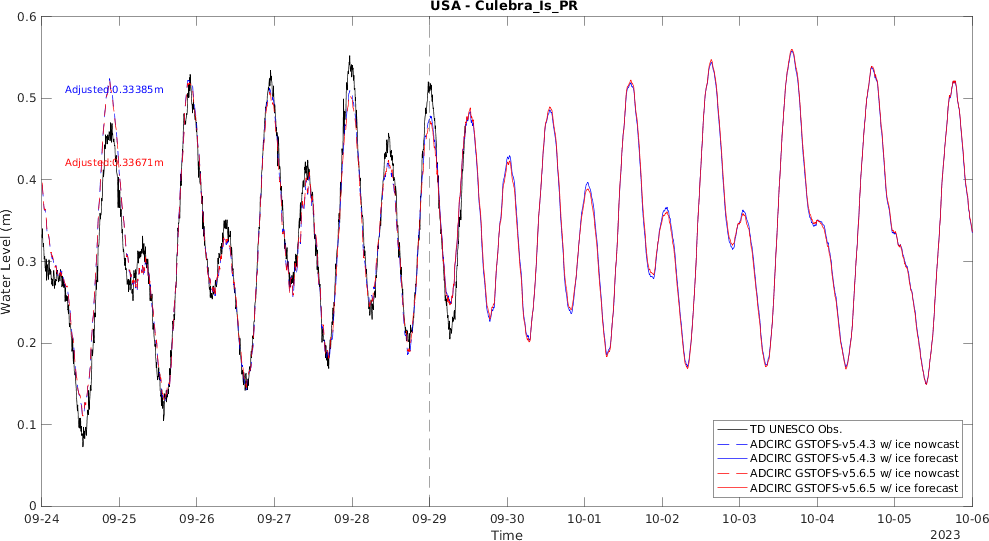 USA - Culebra_Is_PR
0.6
0.5
0.4
0.3
0.2
0.1
0
Water Level (m)
Adjusted:0.33385m
Adjusted:0.33671m
TD UNESCO Obs.
ADCIRC GSTOFS-v5.4.3 w/ ice nowcast
ADCIRC GSTOFS-v5.4.3 w/ ice forecast
ADCIRC GSTOFS-v5.6.5 w/ ice nowcast
ADCIRC GSTOFS-v5.6.5 w/ ice forecast
09-24 09-25 09-26 09-27 09-28 09-29 09-30 10-01 10-02 10-03 10-04 10-05 10-06
Time 2023